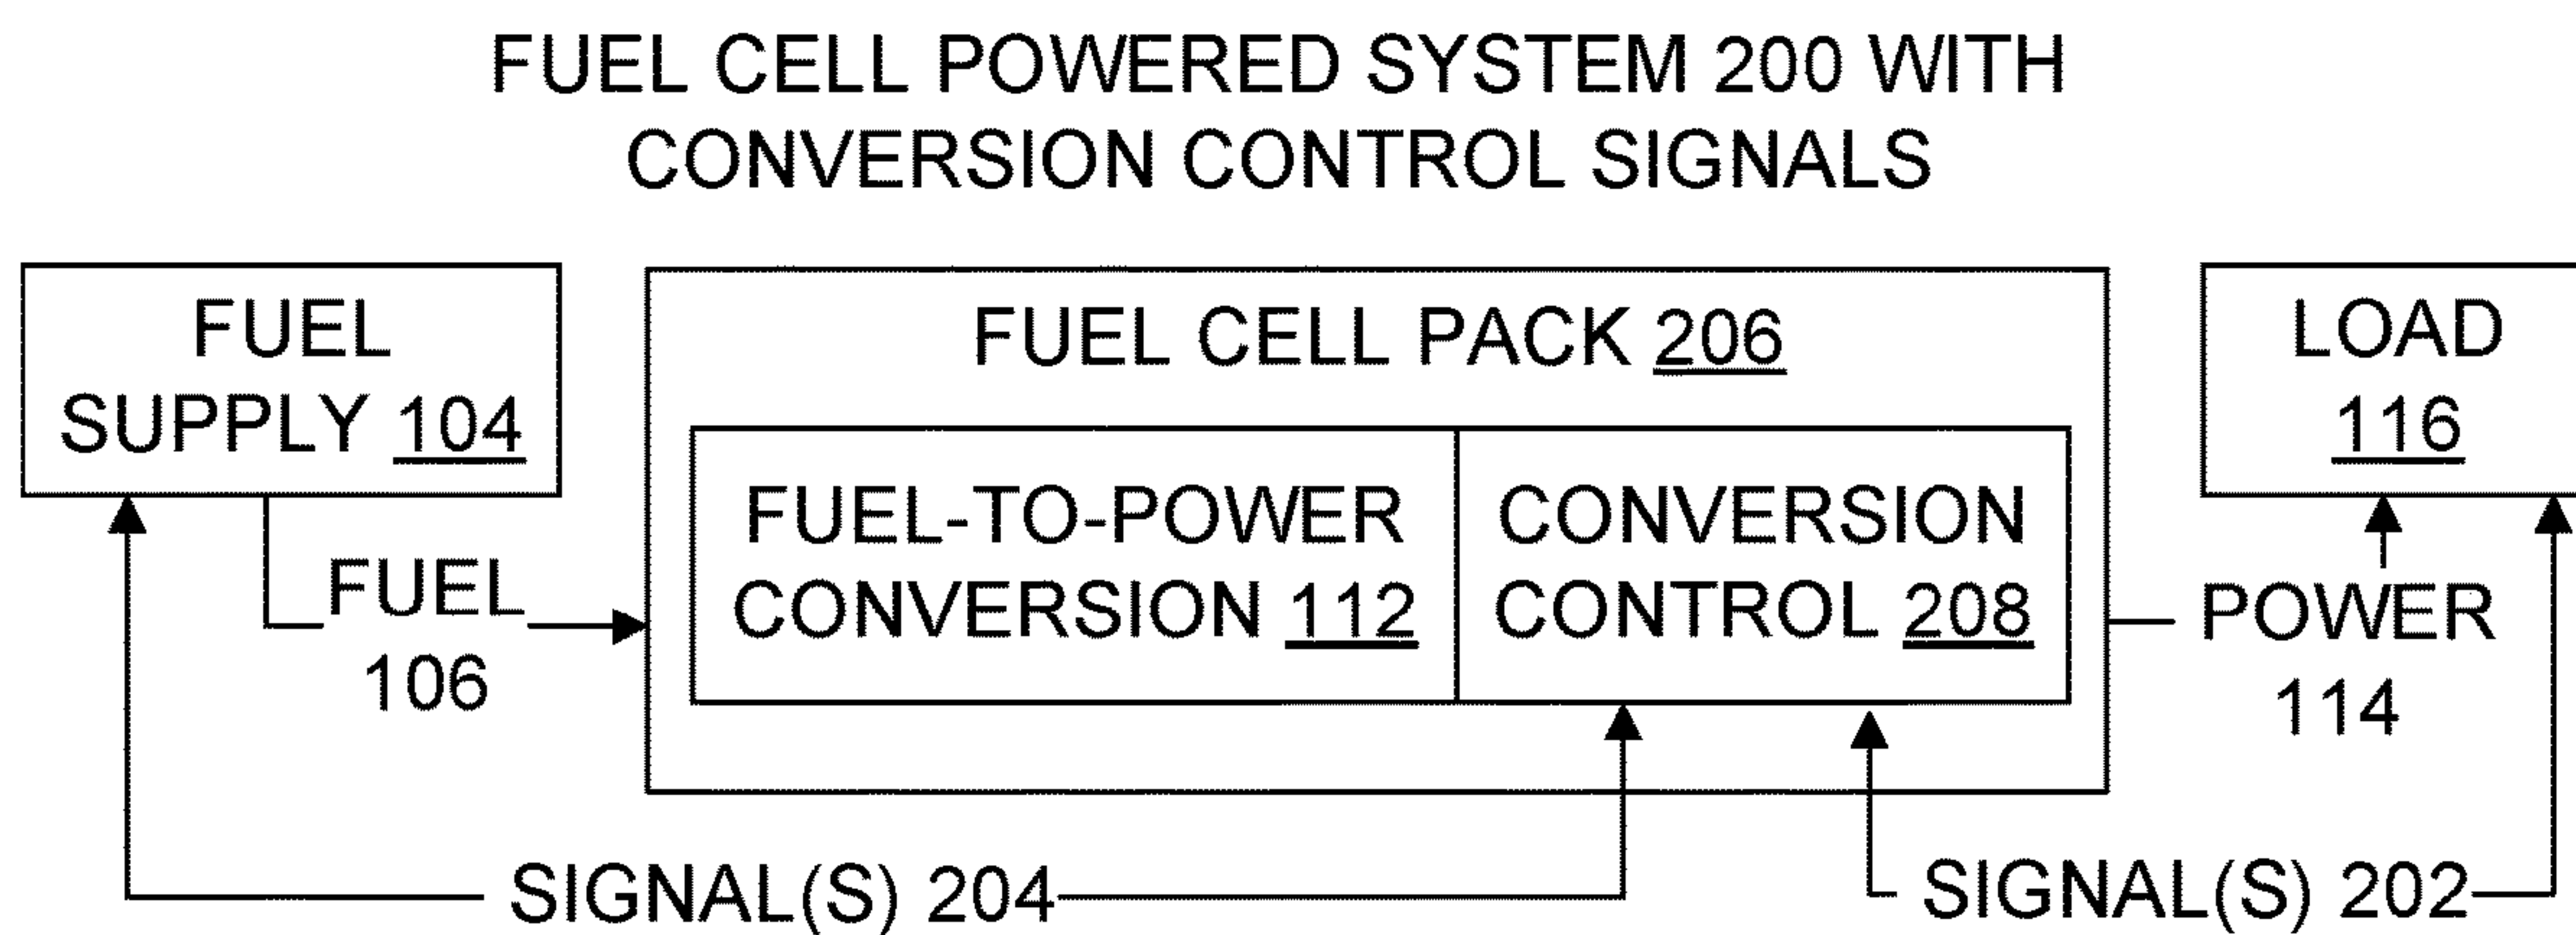 FUEL CELL POWERED SYSTEM 200 WITH
CONVERSION CONTROL SIGNALS
FUEL
SUPPLY 104
FUEL
106
FUEL CELL PACK 206
FUEL-TO-POWER
CONVERSION 112
CONVERSION
CONTROL 208
LOAD
116
POWER
114
SIGNAL(S) 204
SIGNAL(S) 202